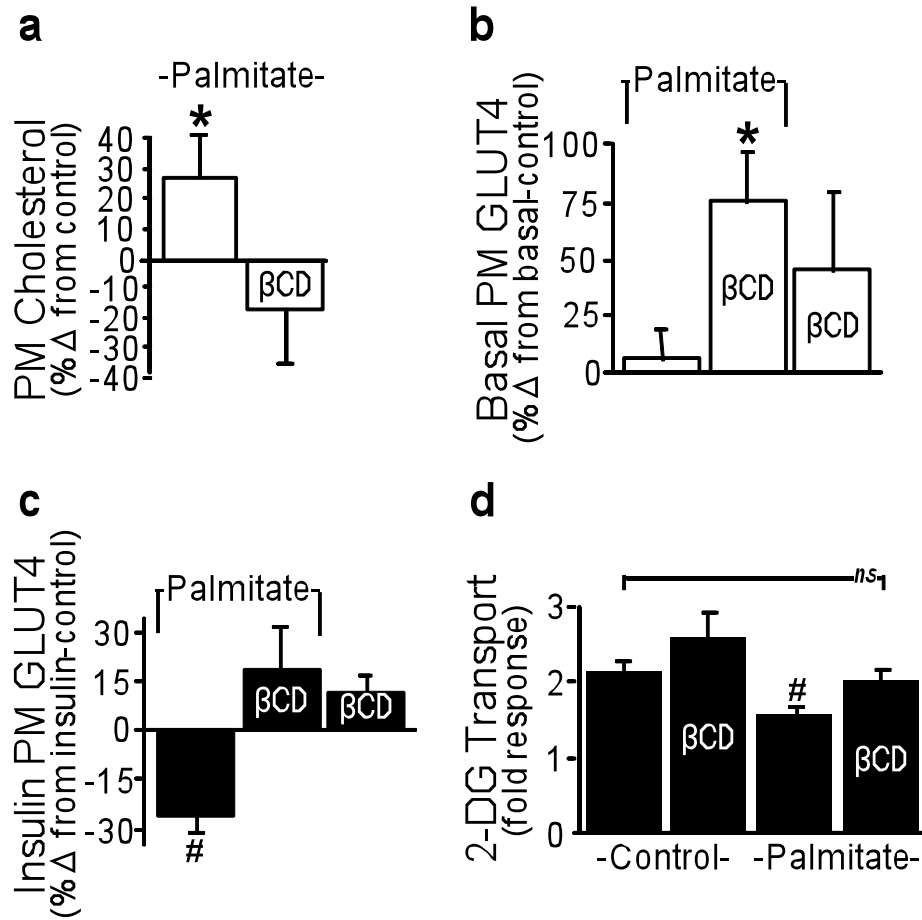 a
-Palmitate-
PM Cholesterol
(% Δ from control)
40
30
20
10
0
-10
-20
-30
-40
*
βCD
b
Palmitate
Basal PM GLUT4
(% Δ from basal-control)
100
75
50
25
0
*
βCD
βCD
c
Palmitate
Insulin PM GLUT4
(% Δ from insulin-control)
30
15
0
-15
-30
βCD
βCD
#
d
ns
2-DG Transport
(fold response)
3
2
1
0
#
βCD
βCD
-Control- -Palmitate-